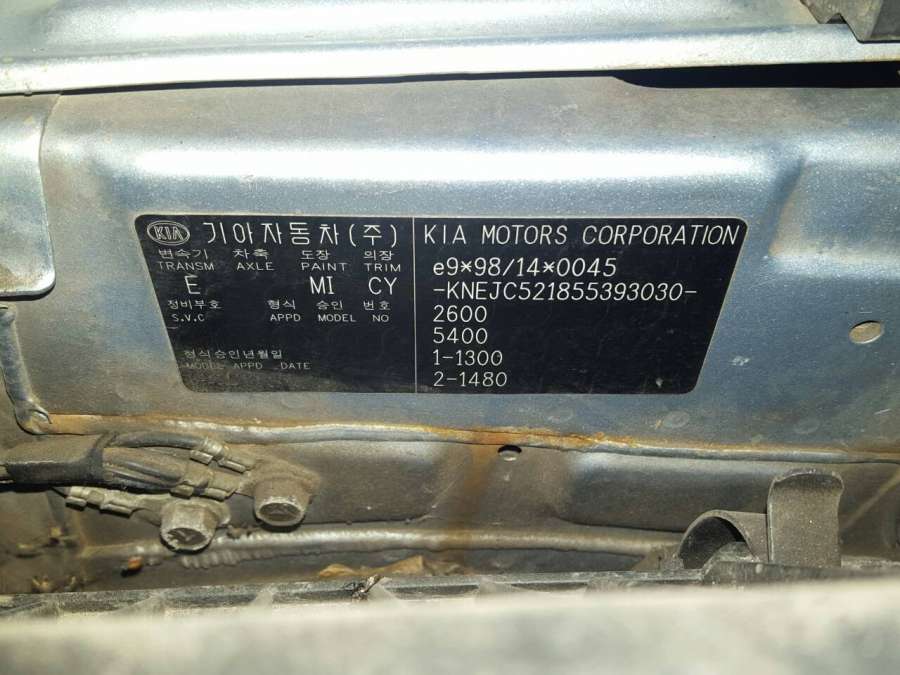 KIA 기아자동차(주)
변속기 차축 도장 의장
TRANSM AXLE PAINT TRIM
E MI CY
정비부호 형식 승인 번호
S.V.C APPD MODEL NO
-
형식승인년월일
MODEL APPD DATE
KIA MOTORS CORPORATION
e9*98/14*0045
-KNEJC521855393030-
2600
5400
1-1300
2-1480